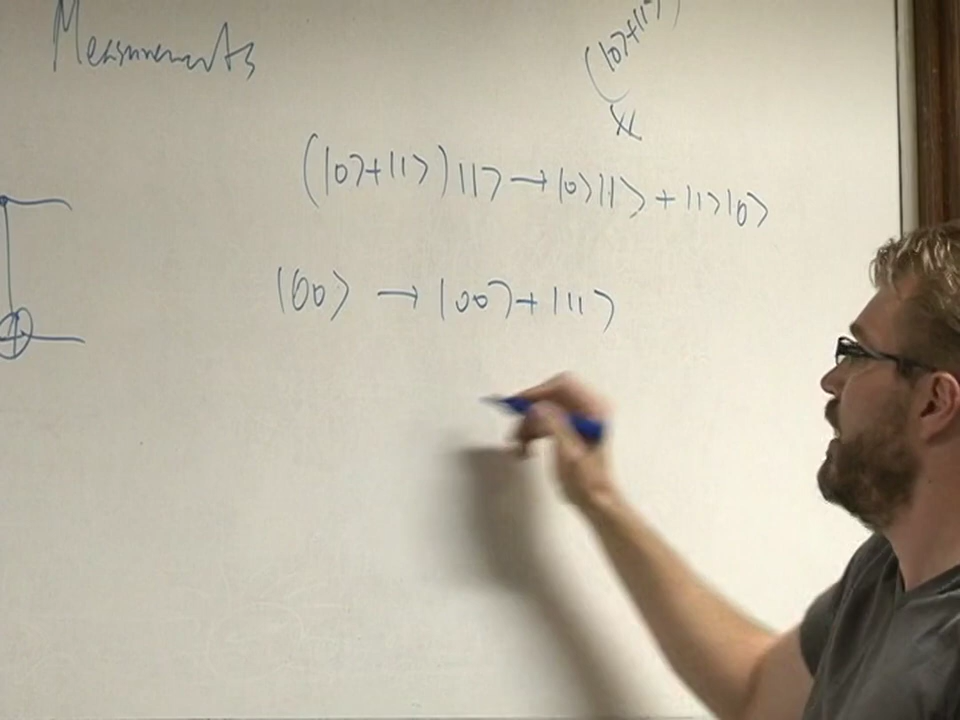 Measurements
(|0>+|1>)
(|0>+|1>)|1> → |0>|1> + |1>|0>
|00> → |00> + |11>